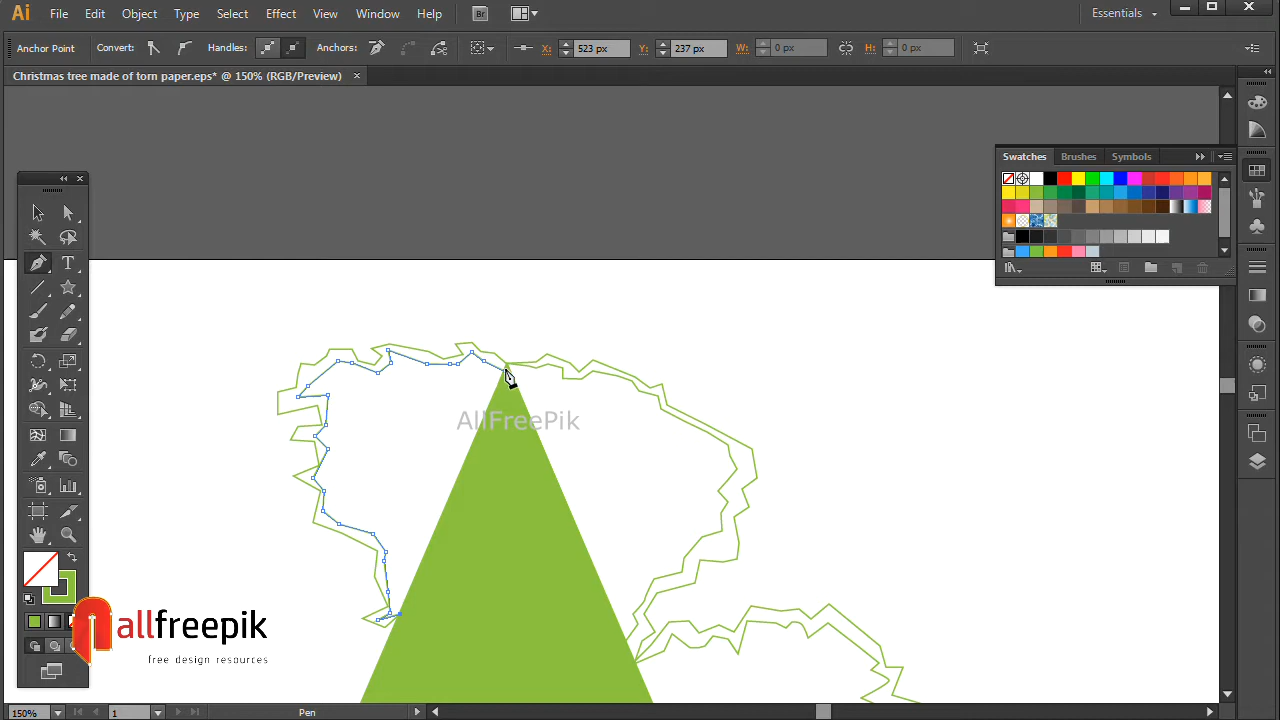 Ai File Edit Object Type Select Effect View Window Help Br Essentials
Anchor Point Convert: Handles: Anchors: X: 523 px Y: 237 px W: 0 px H: 0 px
Christmas tree made of torn paper.eps* @ 150% (RGB/Preview)
Swatches Brushes Symbols
T
AllFreePik
allfreepik
free design resources
150% 1 Pen